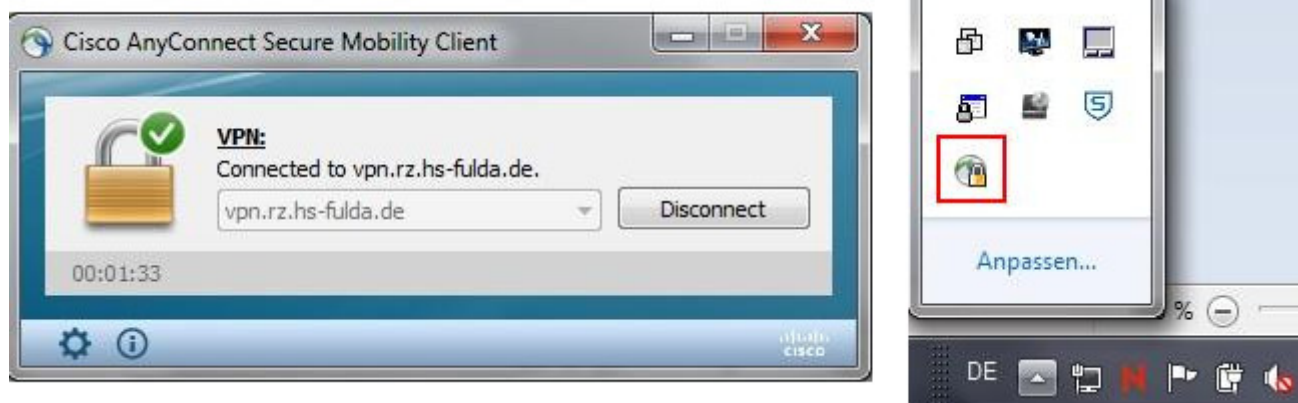 Cisco AnyConnect Secure Mobility Client
VPN:
Connected to vpn.rz.hs-fulda.de.
vpn.rz.hs-fulda.de
Disconnect
00:01:33
CISCO
Anpassen...
%
DE